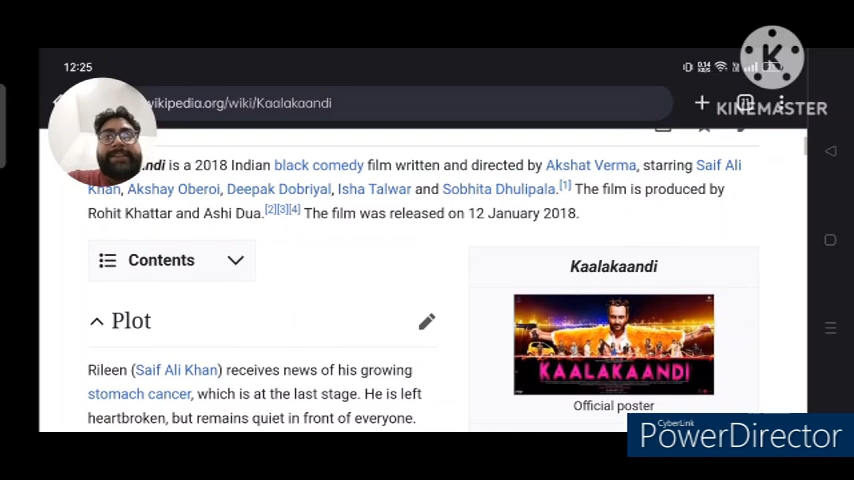 12:25
0.14
KB/S
KINEMASTER
wikipedia.org/wiki/Kaalakaandi
ndi is a 2018 Indian black comedy film written and directed by Akshat Verma, starring Saif Ali
Khan, Akshay Oberoi, Deepak Dobriyal, Isha Talwar and Sobhita Dhulipala.[1] The film is produced by
Rohit Khattar and Ashi Dua.[2][3][4] The film was released on 12 January 2018.
Contents
Kaalakaandi
Plot
KAALAKAANDI
Rileen (Saif Ali Khan) receives news of his growing
stomach cancer, which is at the last stage. He is left
heartbroken, but remains quiet in front of everyone.
Official poster
CyberLink
PowerDirector